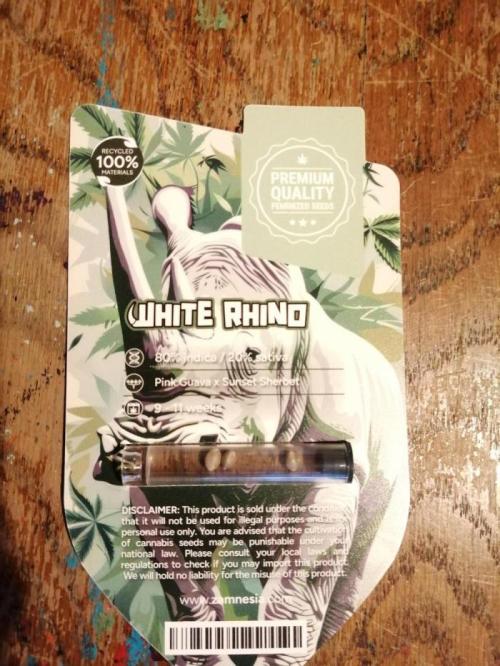 RECYCLED
100%
MATERIALS
PREMIUM
QUALITY
FEMINIZED SEEDS
WHITE RHINO
80% indica / 20% sativa
Pink Guava x Sunset Sherbet
9 - 11 weeks
DISCLAIMER: This product is sold under the condition
that it will not be used for illegal purposes and is for
personal use only. You are advised that the cultivation
of cannabis seeds may be punishable under your
national law. Please consult your local laws and
regulations to check if you may import this product.
We will hold no liability for the misuse of this product.
www.zamnesia.com